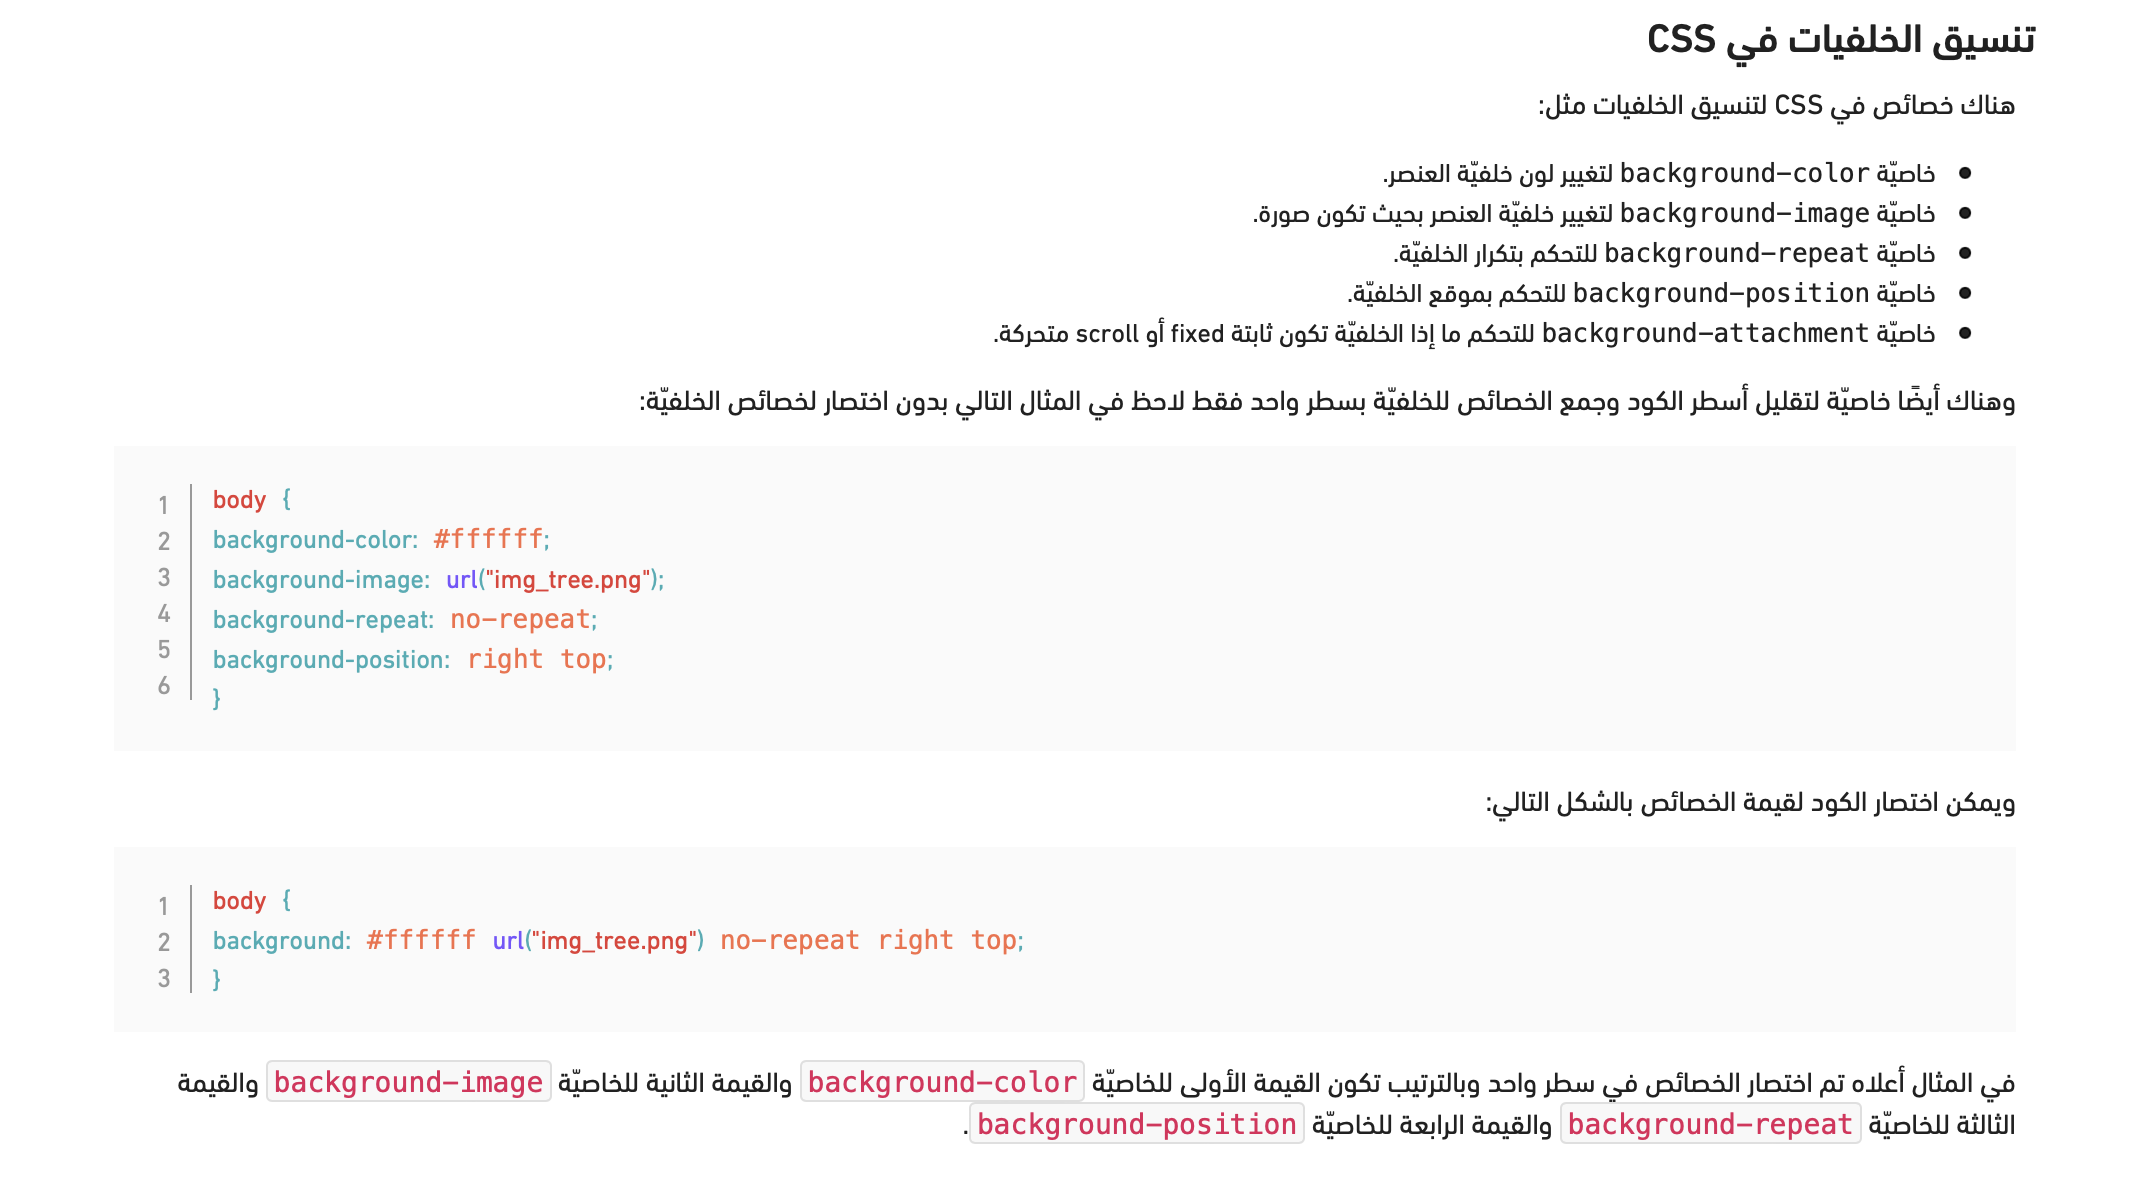 تنسيق الخلفيات في CSS
هناك خصائص في CSS لتنسيق الخلفيات مثل:
• خاصيّة background-color لتغيير لون خلفيّة العنصر.
• خاصيّة background-image لتغيير خلفيّة العنصر بحيث تكون صورة.
• خاصيّة background-repeat للتحكم بتكرار الخلفيّة.
• خاصيّة background-position للتحكم بموقع الخلفيّة.
• خاصيّة background-attachment للتحكم ما إذا الخلفيّة تكون ثابتة fixed أو scroll متحركة.
وهناك أيضًا خاصيّة لتقليل أسطر الكود وجمع الخصائص للخلفيّة بسطر واحد فقط لاحظ في المثال التالي بدون اختصار لخصائص الخلفيّة:
1 body {
2 background-color: #ffffff;
3 background-image: url("img_tree.png");
4 background-repeat: no-repeat;
5 background-position: right top;
6 }
ويمكن اختصار الكود لقيمة الخصائص بالشكل التالي:
1 body {
2 background: #ffffff url("img_tree.png") no-repeat right top;
3 }
في المثال أعلاه تم اختصار الخصائص في سطر واحد وبالترتيب تكون القيمة الأولى للخاصيّة background-color والقيمة الثانية للخاصيّة background-image والقيمة
الثالثة للخاصيّة background-repeat والقيمة الرابعة للخاصيّة background-position.